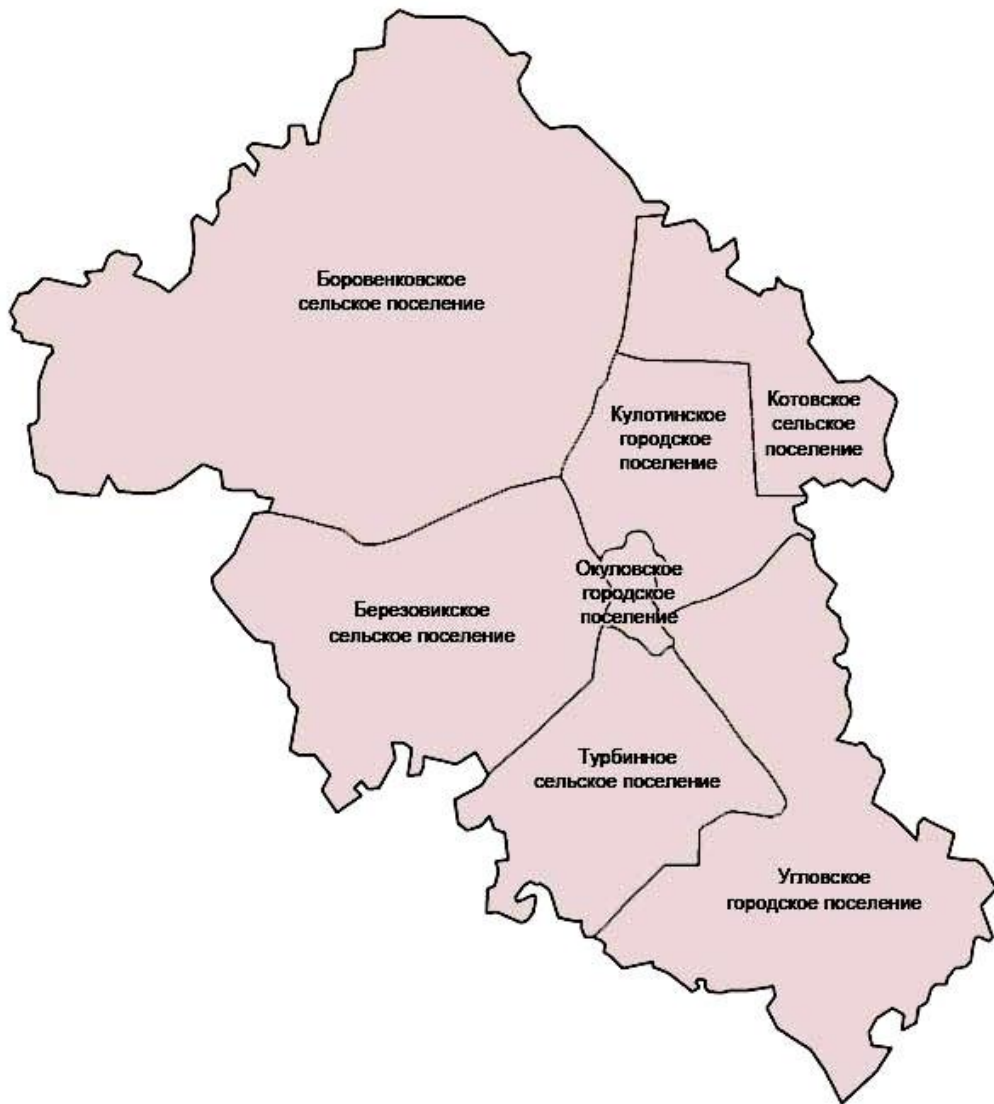 Боровенковское
сельское поселение
Котовское
сельское
поселение
Кулотинское
городское
поселение
Окуловское
городское
поселение
Березовикское
сельское поселение
Турбинное
сельское поселение
Угловское
городское поселение